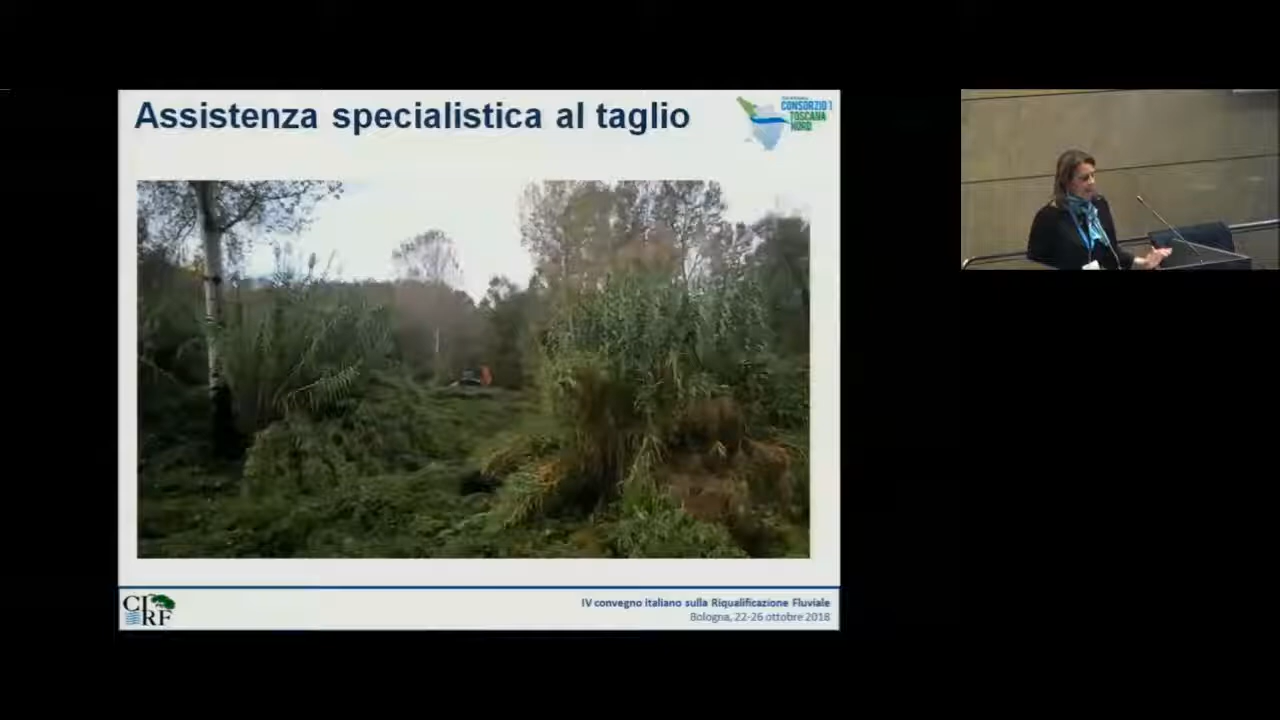 Assistenza specialistica al taglio
CONSORZIO 1
TOSCANA
NORD
CIRF
IV convegno italiano sulla Riqualificazione Fluviale
Bologna, 22-26 ottobre 2018